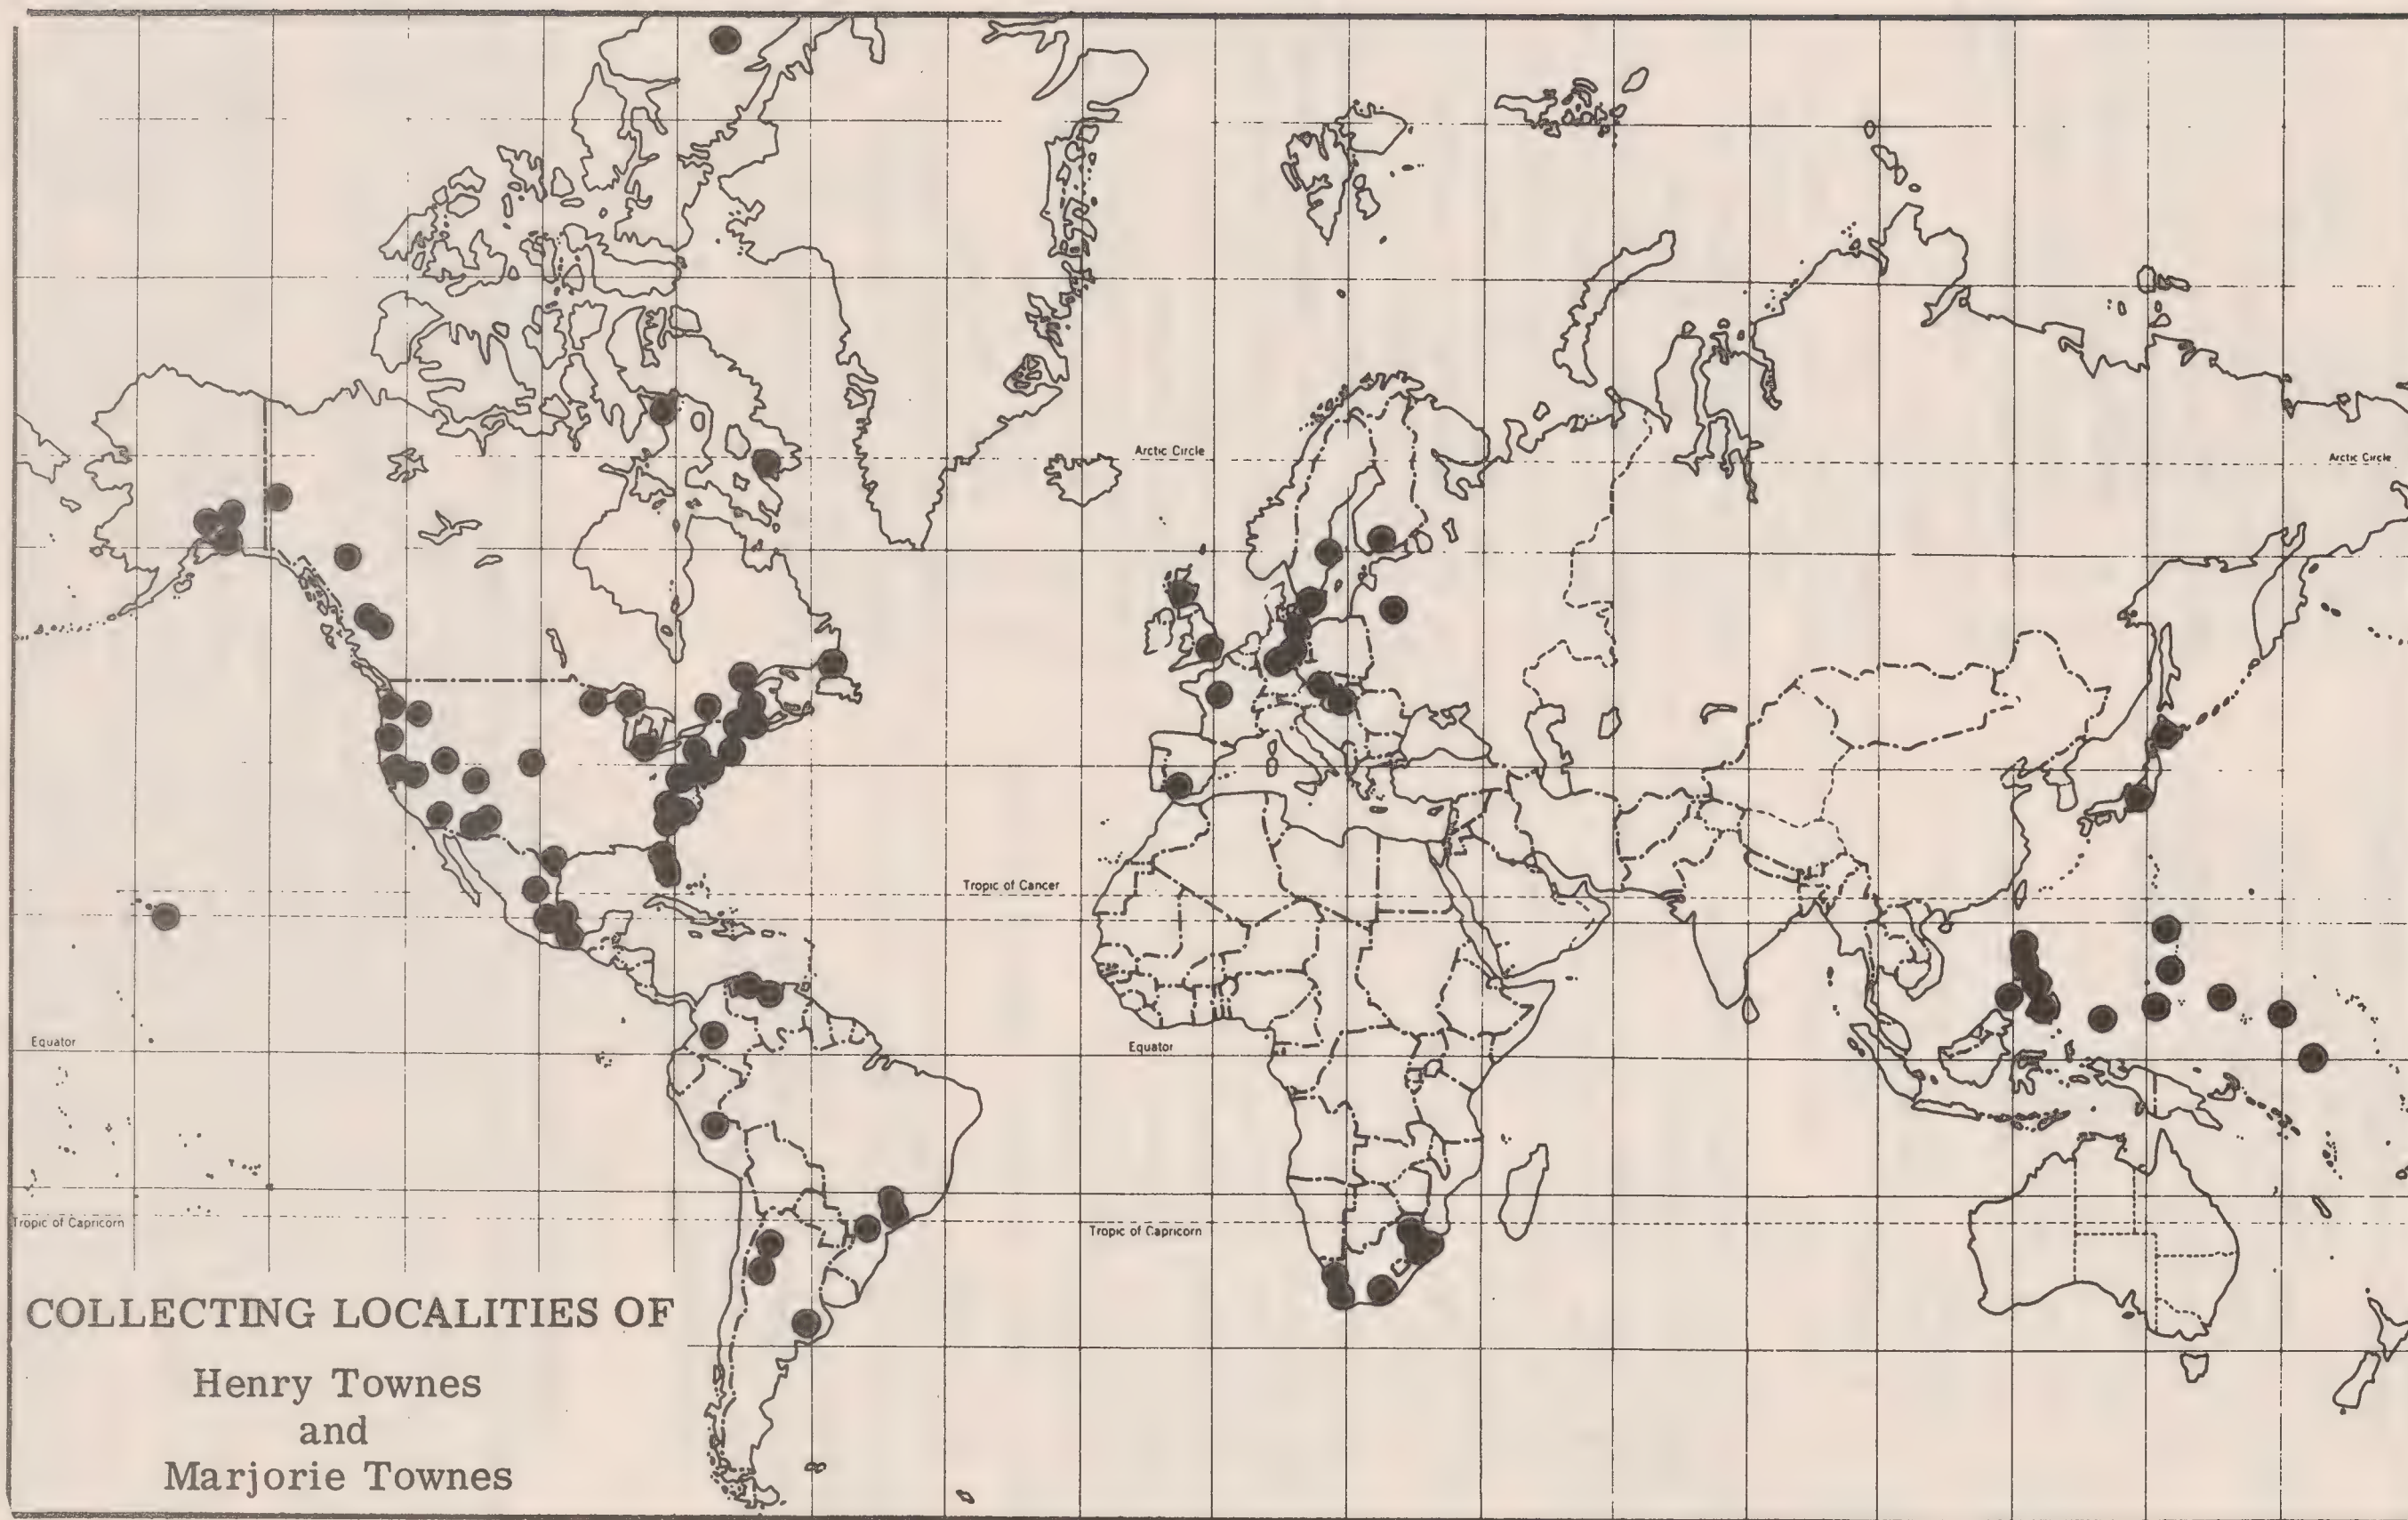 Arctic Circle
Arctic Circle
Tropic of Cancer
Equator
Equator
Tropic of Capricorn
Tropic of Capricorn
COLLECTING LOCALITIES OF
Henry Townes
and
Marjorie Townes